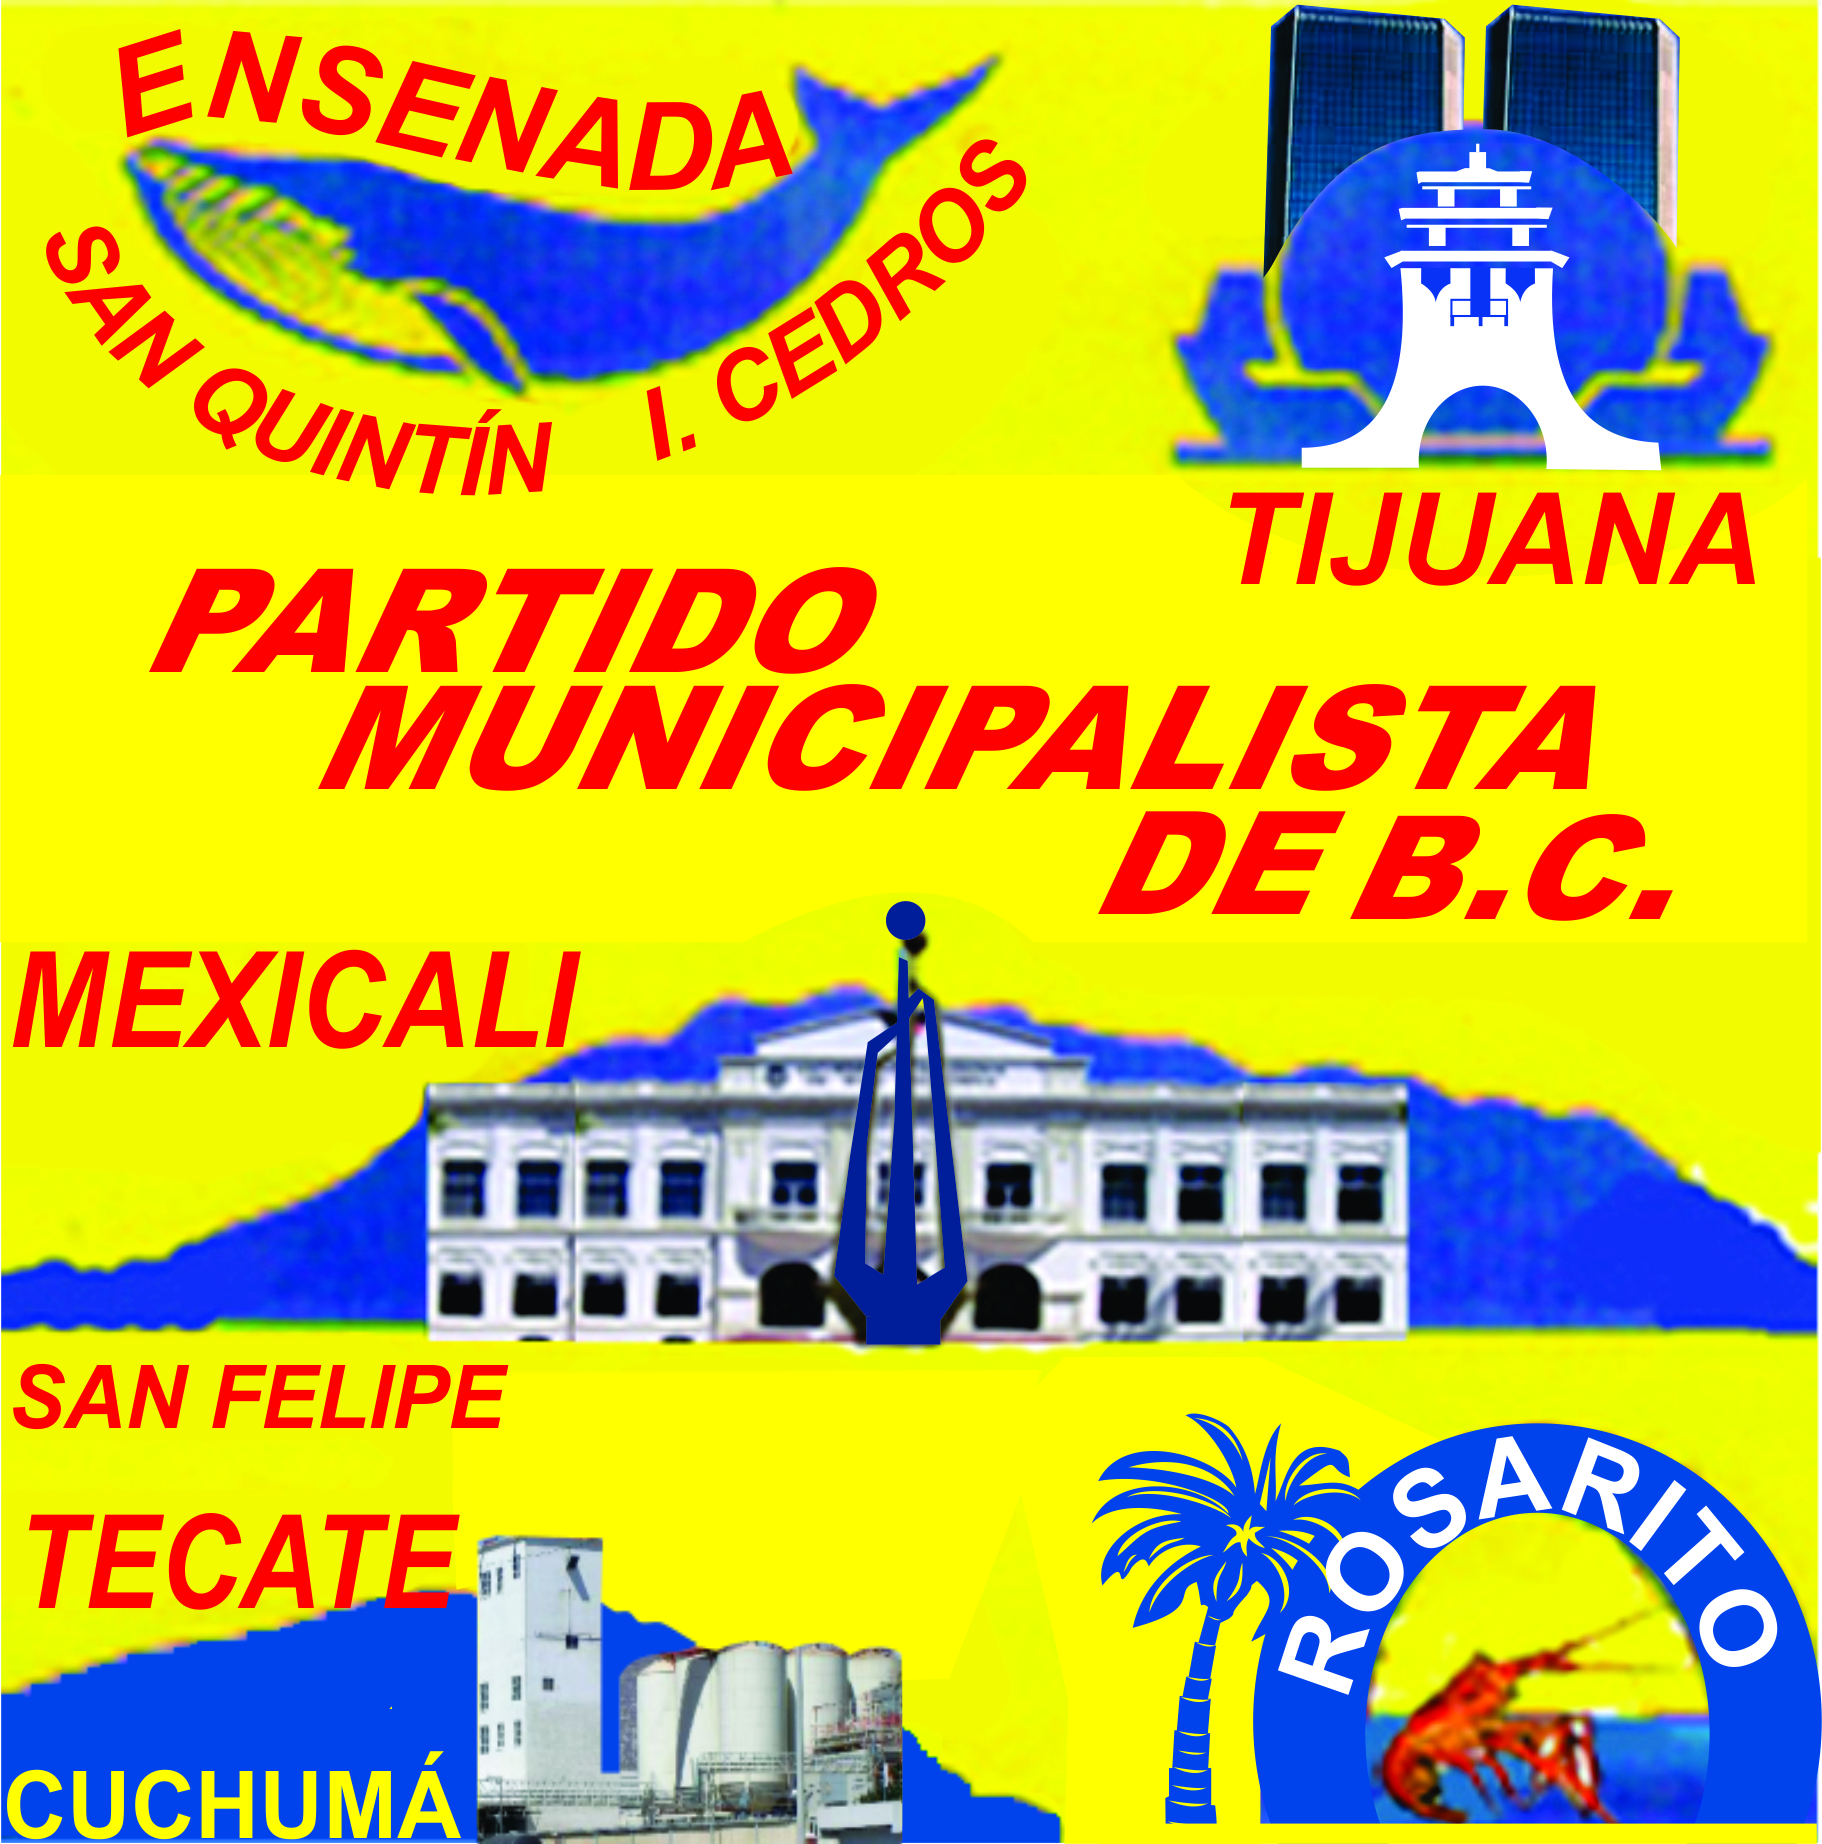 ENSENADA
SAN QUINTÍN I. CEDROS
TIJUANA
PARTIDO
MUNICIPALISTA
DE B.C.
MEXICALI
SAN FELIPE
TECATE
CUCHUMÁ
ROSARITO